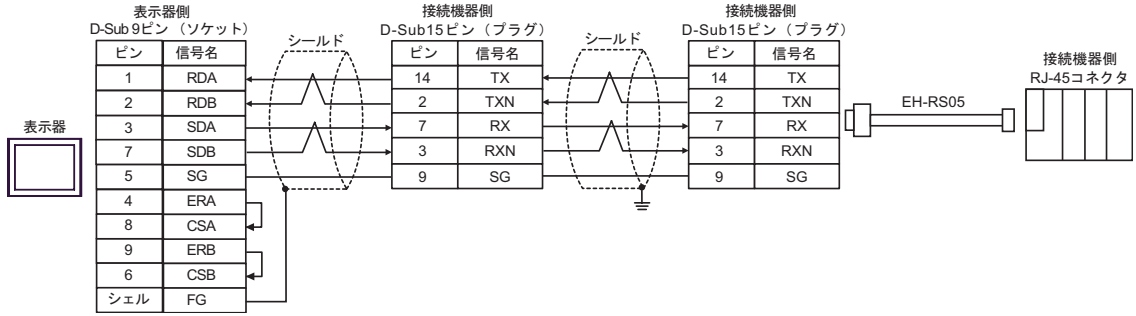 表示器
表示器側
D-Sub 9ピン（ソケット）
ピン 信号名
1 RDA
2 RDB
3 SDA
7 SDB
5 SG
4 ERA
8 CSA
9 ERB
6 CSB
シェル FG
シールド
接続機器側
D-Sub15ピン（プラグ）
ピン 信号名
14 TX
2 TXN
7 RX
3 RXN
9 SG
シールド
接続機器側
D-Sub15ピン（プラグ）
ピン 信号名
14 TX
2 TXN
7 RX
3 RXN
9 SG
EH-RS05
接続機器側
RJ-45コネクタ